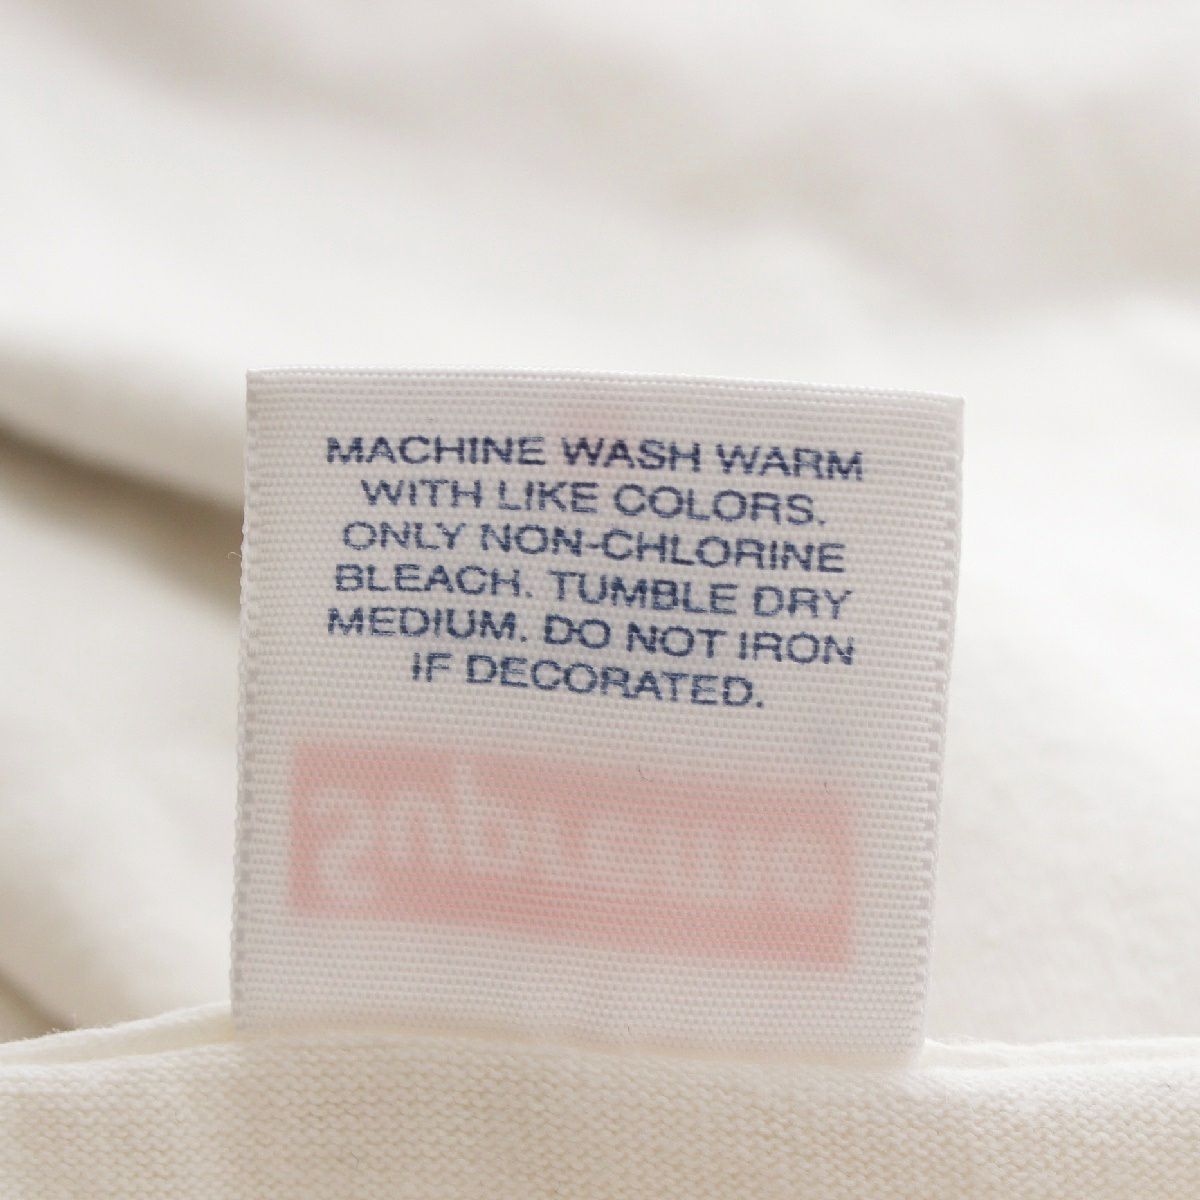 MACHINE WASH WARM
WITH LIKE COLORS.
ONLY NON-CHLORINE
BLEACH. TUMBLE DRY
MEDIUM. DO NOT IRON
IF DECORATED.